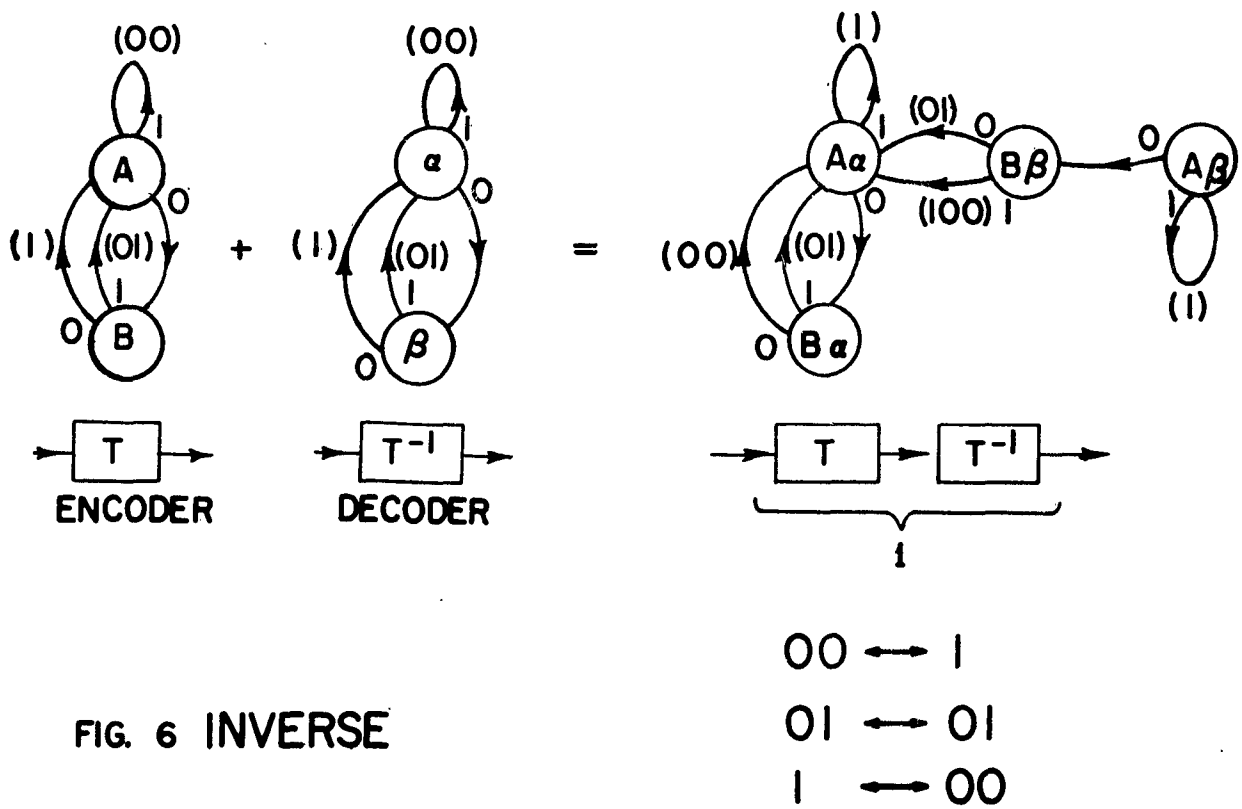 (00)
1
A
0
(1)
(01)
1
0
B
+
(00)
1
α
0
(1)
(01)
1
0
β
=
(1)
1
Aα
0
(01)
0
(100) 1
Bβ
0
Aβ
1
(1)
(00)
(01)
1
0
Bα
T
ENCODER
T⁻¹
DECODER
T
T⁻¹
1
00 ↔ 1
01 ↔ 01
1 ↔ 00
FIG. 6 INVERSE